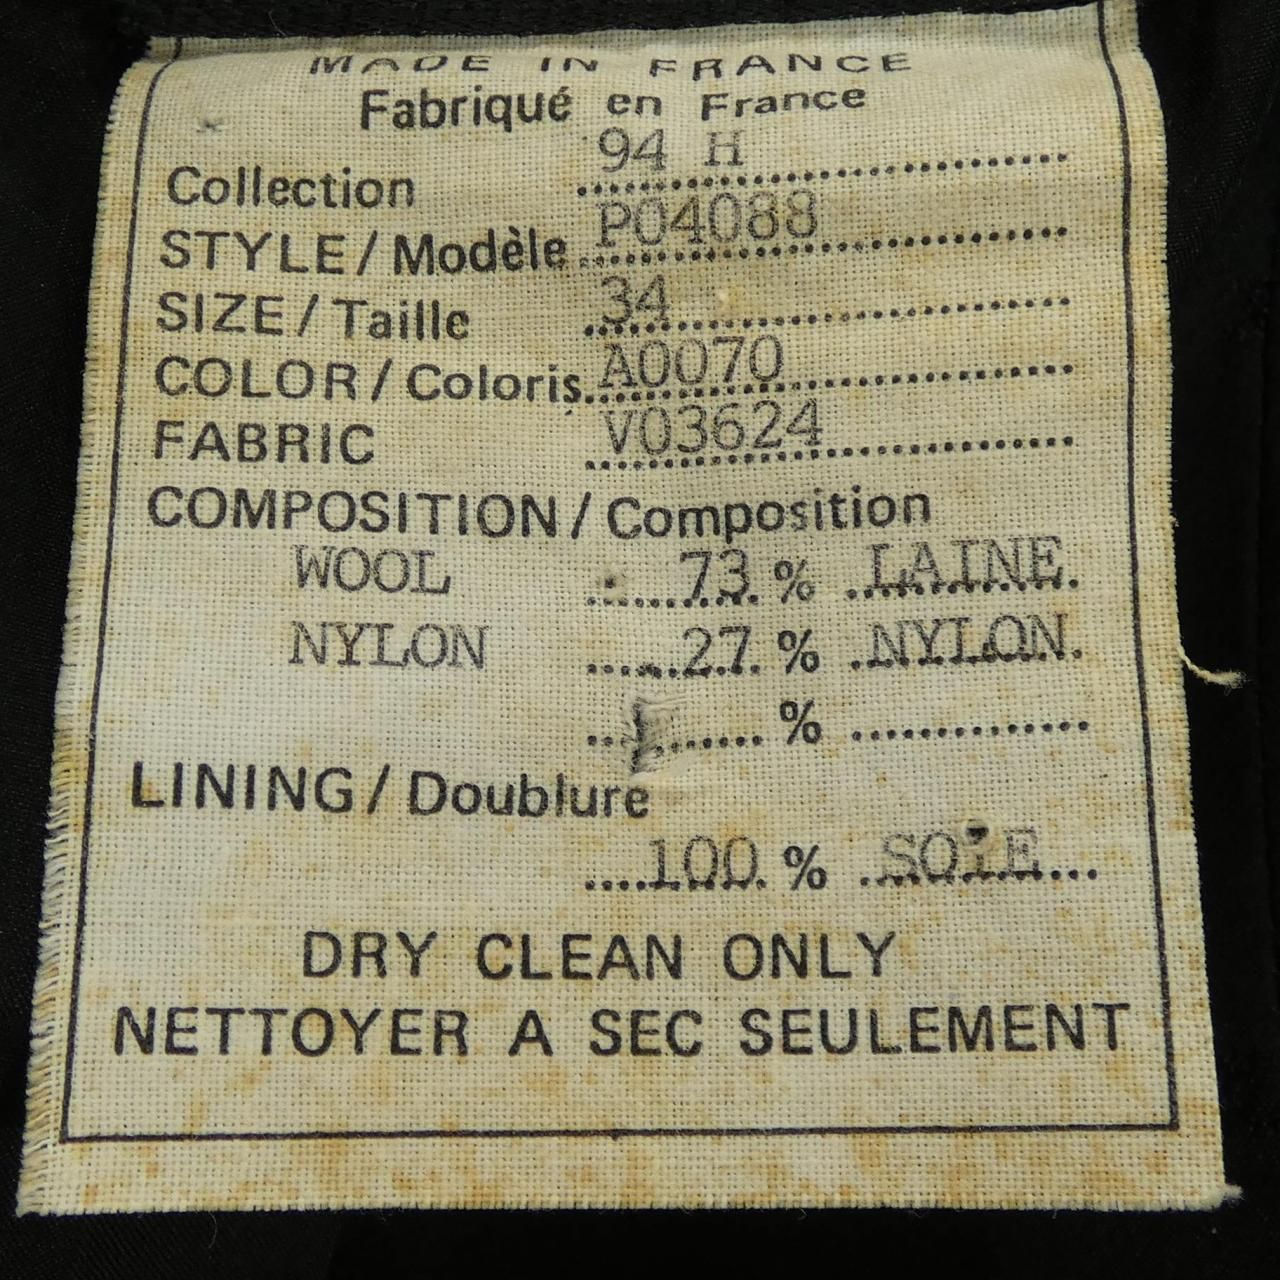 MADE IN FRANCE
Fabriqué en France
Collection 94 H
STYLE / Modèle P04088
SIZE / Taille 34
COLOR / Coloris A0070
FABRIC V03624
COMPOSITION / Composition
WOOL 73 % LAINE
NYLON 27 % NYLON
%
LINING / Doublure
100 % SOIE
DRY CLEAN ONLY
NETTOYER A SEC SEULEMENT